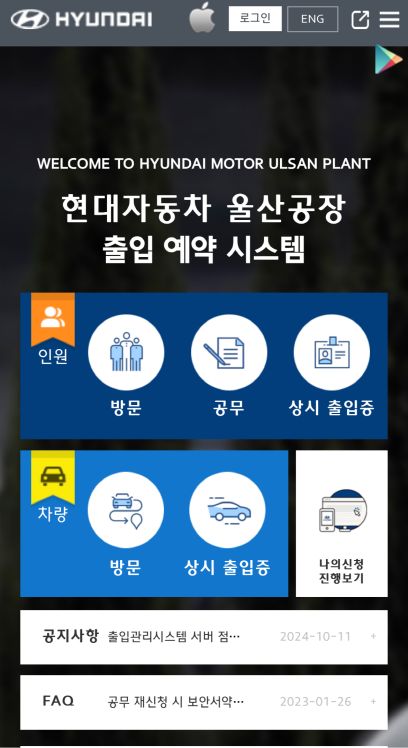 HYUNDAI
로그인
ENG
WELCOME TO HYUNDAI MOTOR ULSAN PLANT
현대자동차 울산공장
출입 예약 시스템
인원
방문
공무
상시 출입증
차량
방문
상시 출입증
나의신청
진행보기
공지사항 출입관리시스템 서버 점… 2024-10-11 +
FAQ 공무 재신청 시 보안서약… 2023-01-26 +